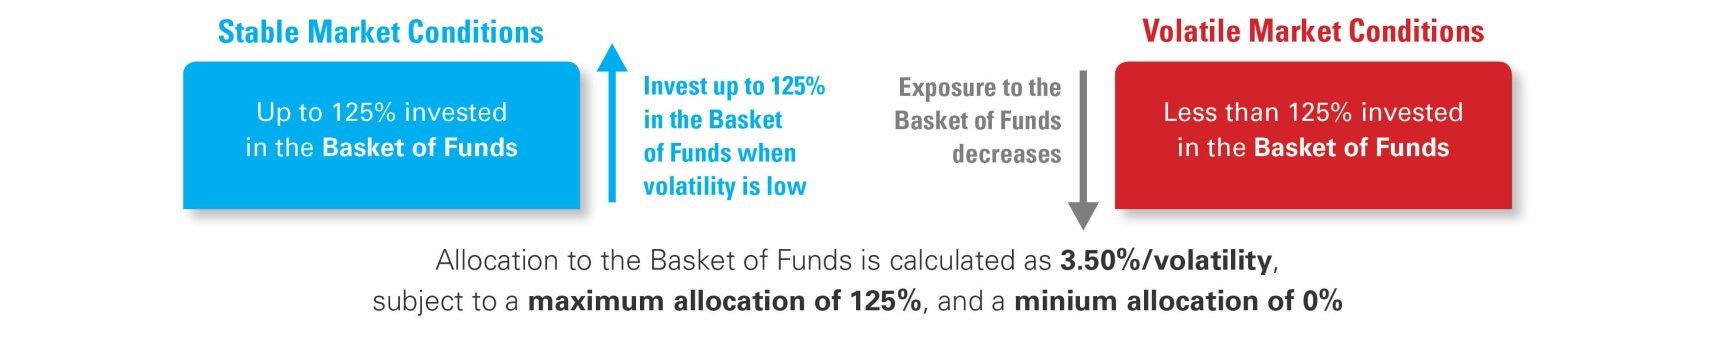 Stable Market Conditions
Up to 125% invested
in the Basket of Funds
Invest up to 125%
in the Basket
of Funds when
volatility is low
Exposure to the
Basket of Funds
decreases
Volatile Market Conditions
Less than 125% invested
in the Basket of Funds
Allocation to the Basket of Funds is calculated as 3.50%/volatility,
subject to a maximum allocation of 125%, and a minium allocation of 0%